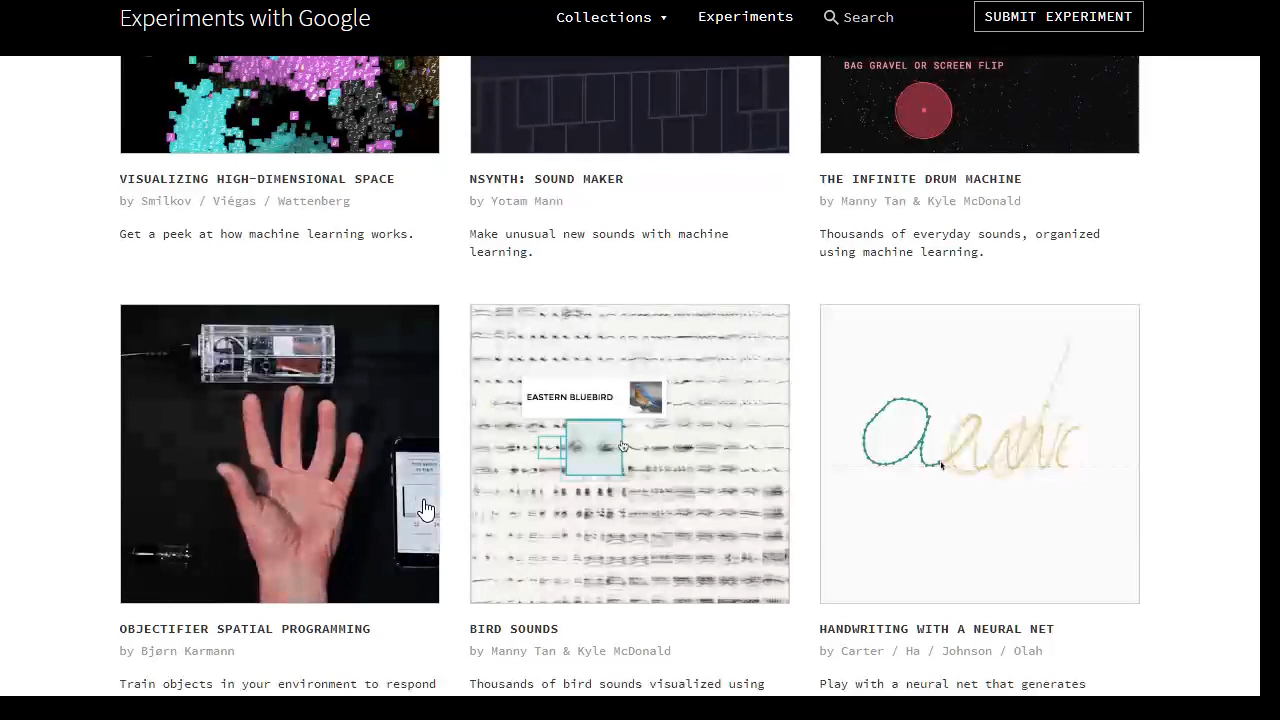 Experiments with Google
Collections ▾
Experiments
Search
SUBMIT EXPERIMENT
BAG GRAVEL OR SCREEN FLIP
VISUALIZING HIGH-DIMENSIONAL SPACE
by Smilkov / Viégas / Wattenberg
Get a peek at how machine learning works.
NSYNTH: SOUND MAKER
by Yotam Mann
Make unusual new sounds with machine
learning.
THE INFINITE DRUM MACHINE
by Manny Tan & Kyle McDonald
Thousands of everyday sounds, organized
using machine learning.
EASTERN BLUEBIRD
OBJECTIFIER SPATIAL PROGRAMMING
by Bjørn Karmann
Train objects in your environment to respond
BIRD SOUNDS
by Manny Tan & Kyle McDonald
Thousands of bird sounds visualized using
HANDWRITING WITH A NEURAL NET
by Carter / Ha / Johnson / Olah
Play with a neural net that generates